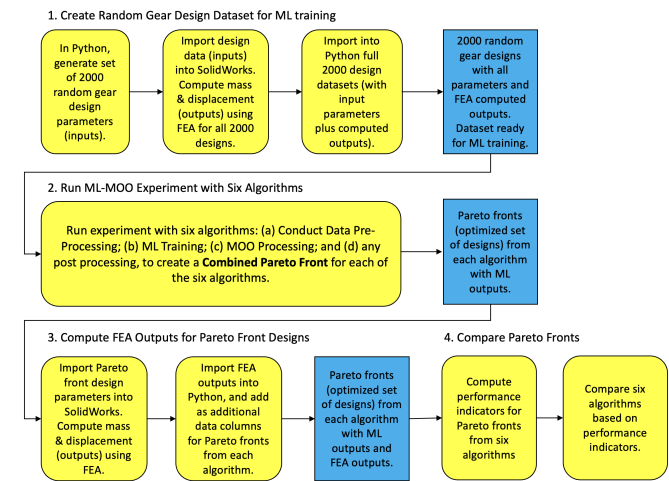 1. Create Random Gear Design Dataset for ML training
In Python,
generate set
of 2000
random gear
design
parameters
(inputs).
Import design
data (inputs)
into SolidWorks.
Compute mass
& displacement
(outputs) using
FEA for all 2000
designs.
Import into
Python full
2000 design
datasets (with
input
parameters
plus computed
outputs).
2000 random
gear designs
with all
parameters and
FEA computed
outputs.
Dataset ready
for ML training.
2. Run ML-MOO Experiment with Six Algorithms
Run experiment with six algorithms: (a) Conduct Data Pre-
Processing; (b) ML Training; (c) MOO Processing; and (d) any
post processing, to create a Combined Pareto Front for each of
the six algorithms.
Pareto fronts
(optimized set
of designs) from
each algorithm
with ML
outputs.
3. Compute FEA Outputs for Pareto Front Designs
Import Pareto
front design
parameters into
SolidWorks.
Compute mass
& displacement
(outputs) using
FEA.
Import FEA
outputs into
Python, and add
as additional
data columns
for Pareto fronts
from each
algorithm.
Pareto fronts
(optimized set
of designs) from
each algorithm
with ML
outputs and
FEA outputs.
4. Compare Pareto Fronts
Compute
performance
indicators for
Pareto fronts
from six
algorithms
Compare six
algorithms
based on
performance
indicators.